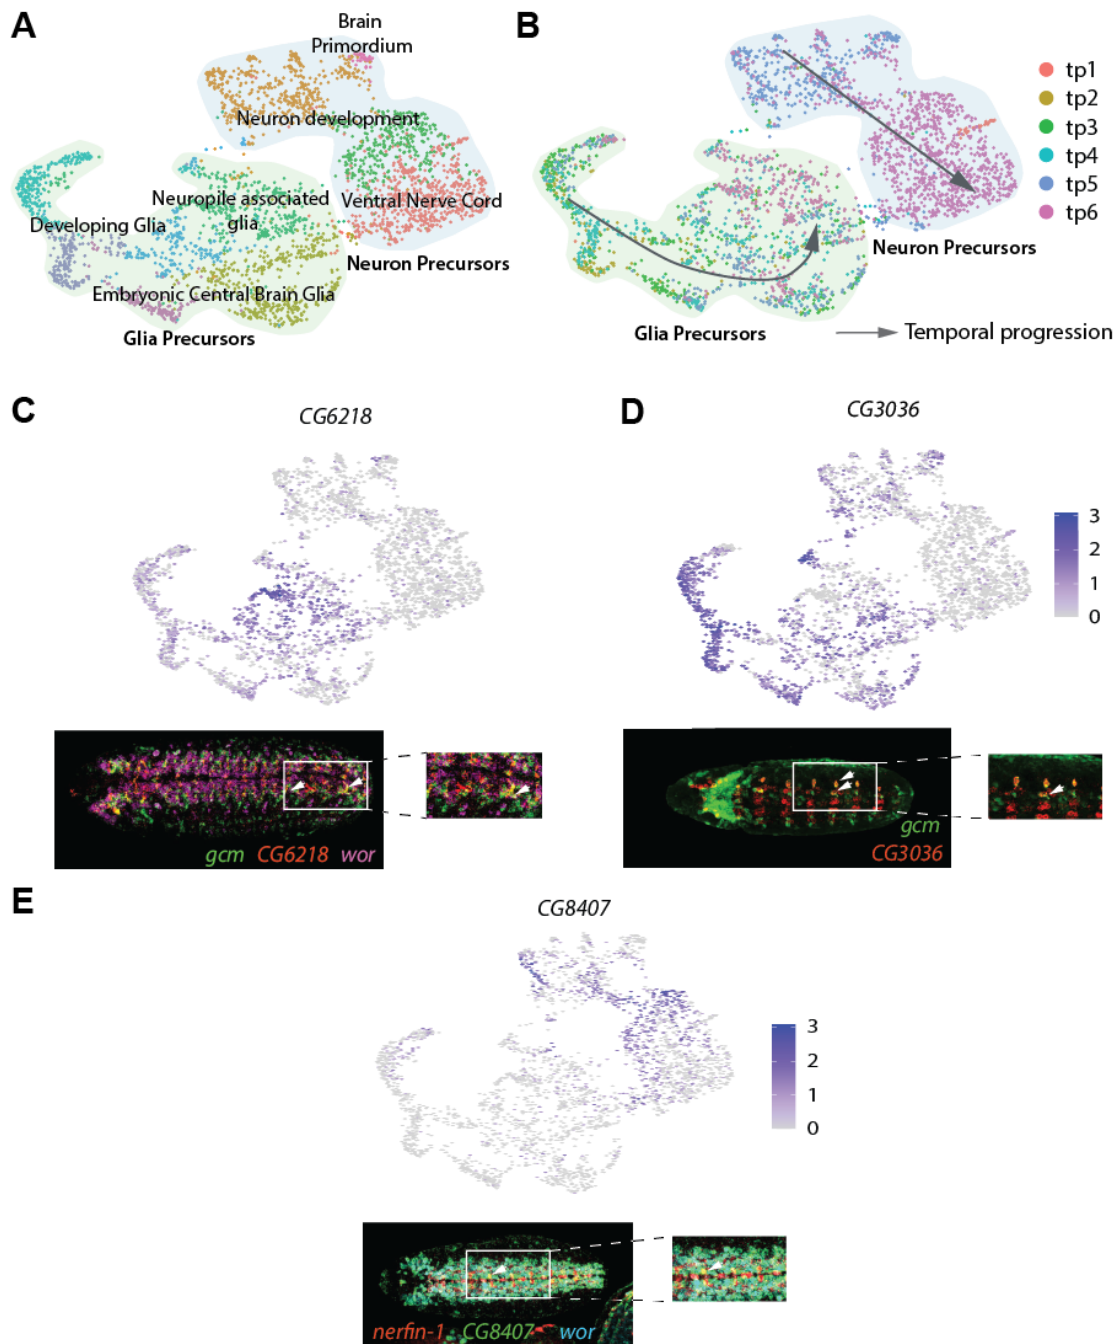 A
Brain
Primordium
Neuron development
Neuropile associated
glia
Ventral Nerve Cord
Developing Glia
Neuron Precursors
Embryonic Central Brain Glia
Glia Precursors
B
tp1
tp2
tp3
tp4
tp5
tp6
Neuron Precursors
Glia Precursors
Temporal progression
C
CG6218
gcm CG6218 wor
D
CG3036
3
2
1
0
gcm
CG3036
E
CG8407
3
2
1
0
nerfin-1 CG8407 wor